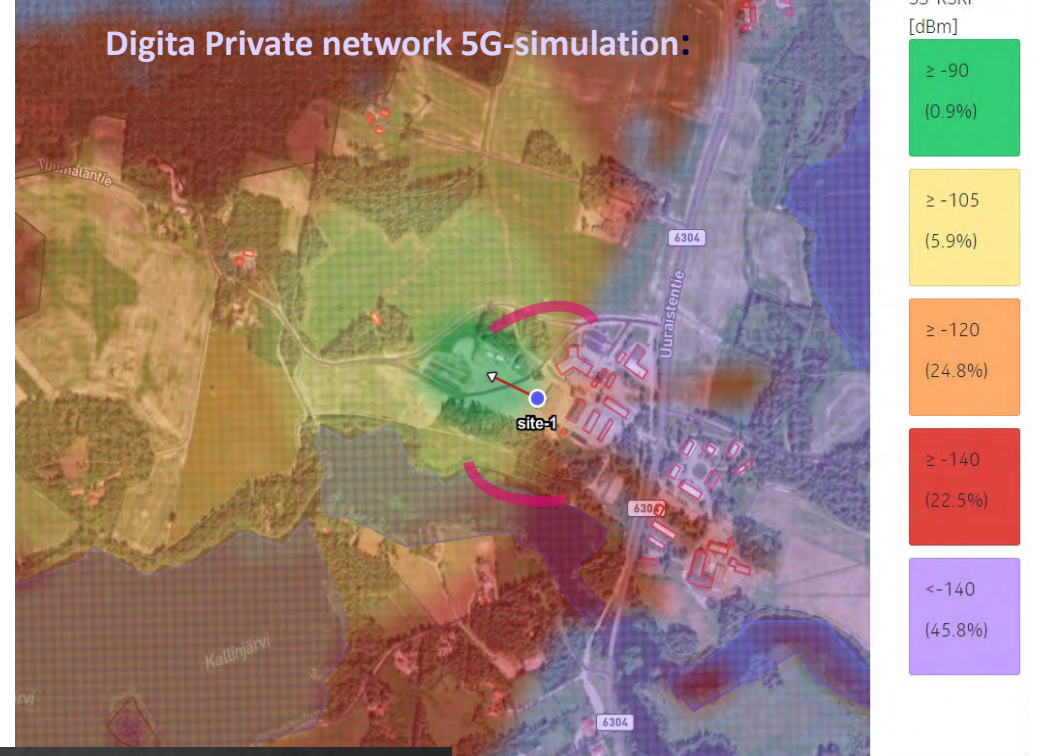 Digita Private network 5G-simulation:
[dBm]
≥ -90
(0.9%)
≥ -105
(5.9%)
≥ -120
(24.8%)
≥ -140
(22.5%)
<-140
(45.8%)
6304
Uuraistentie
site-1
6304
Kallinjärvi
6304